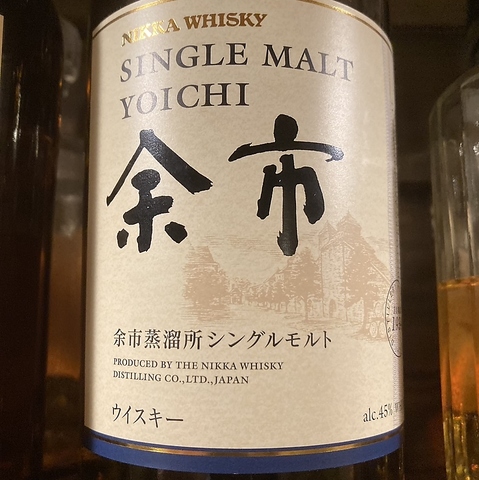 NIKKA WHISKY
SINGLE MALT
YOICHI
余市
余市蒸溜所シングルモルト
PRODUCED BY THE NIKKA WHISKY
DISTILLING CO.,LTD.,JAPAN
ウイスキー
alc.45%